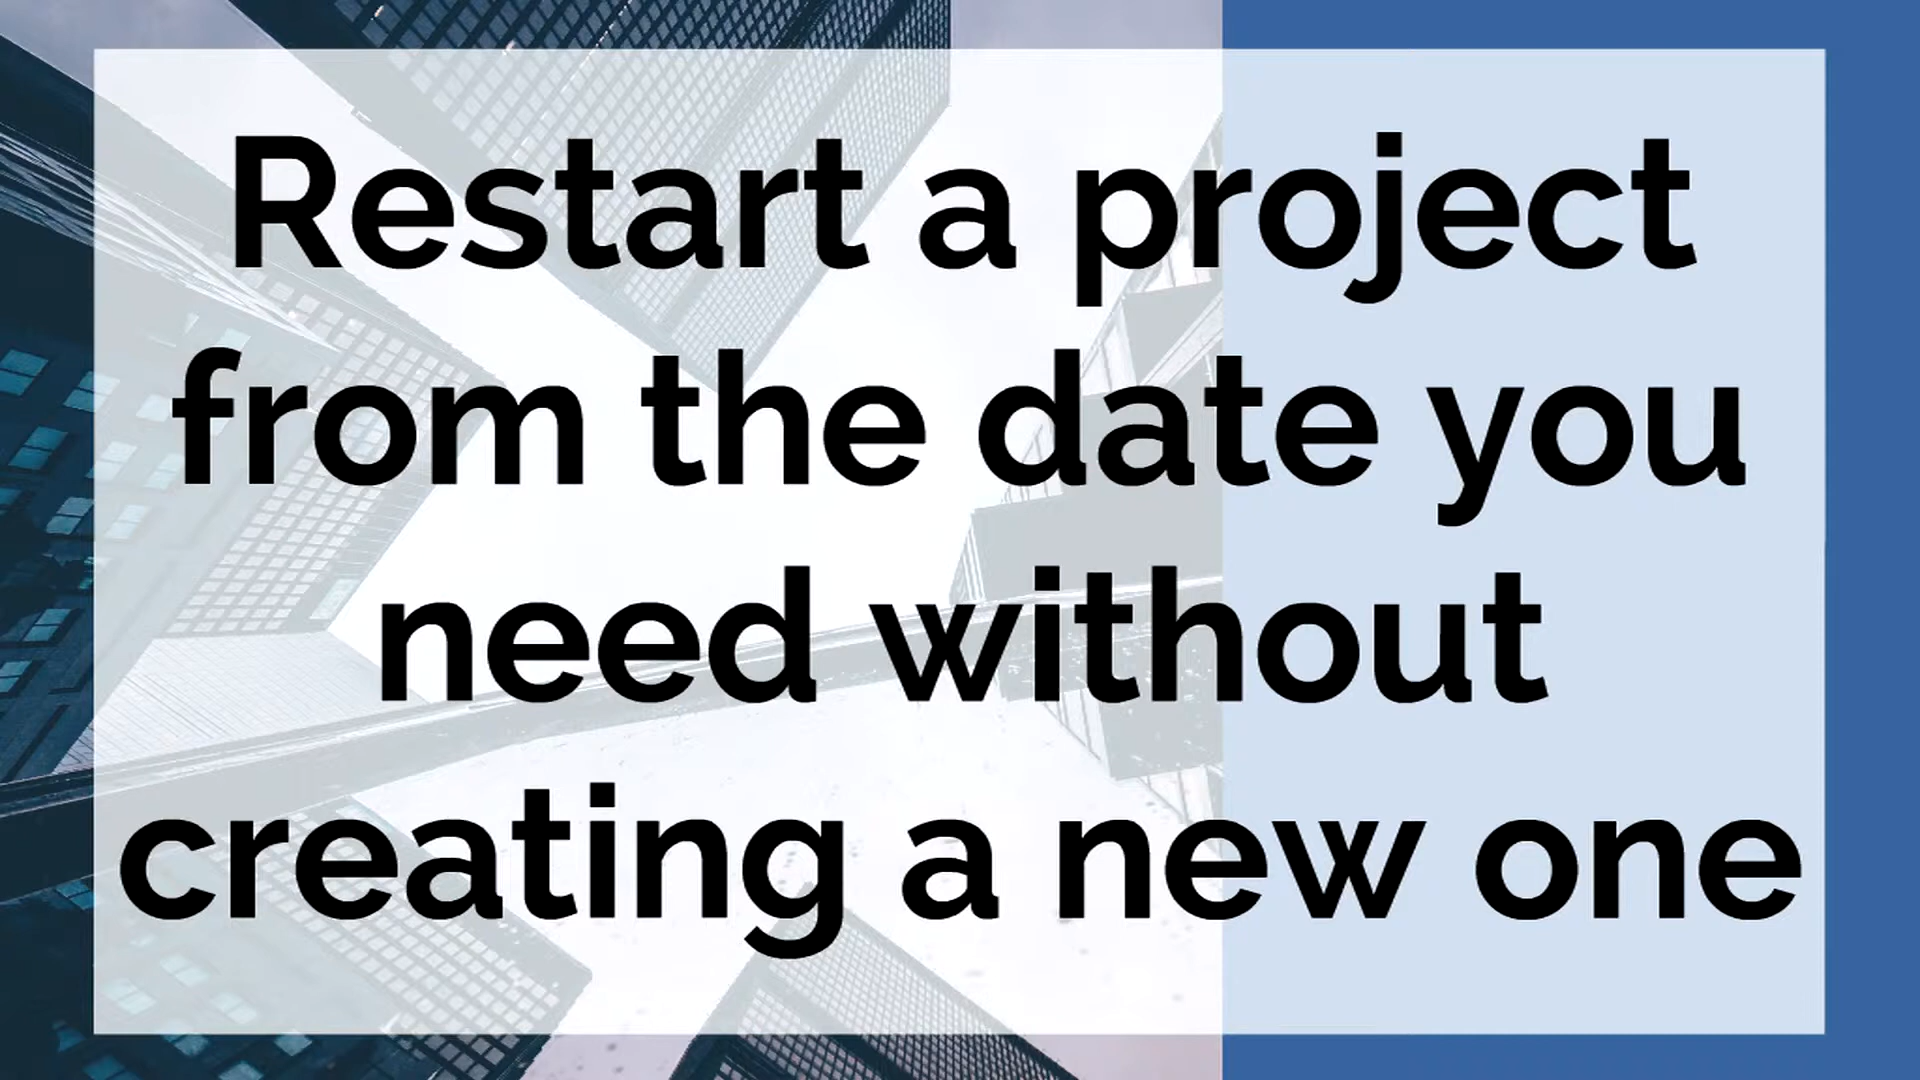 Restart a project
from the date you
need without
creating a new one